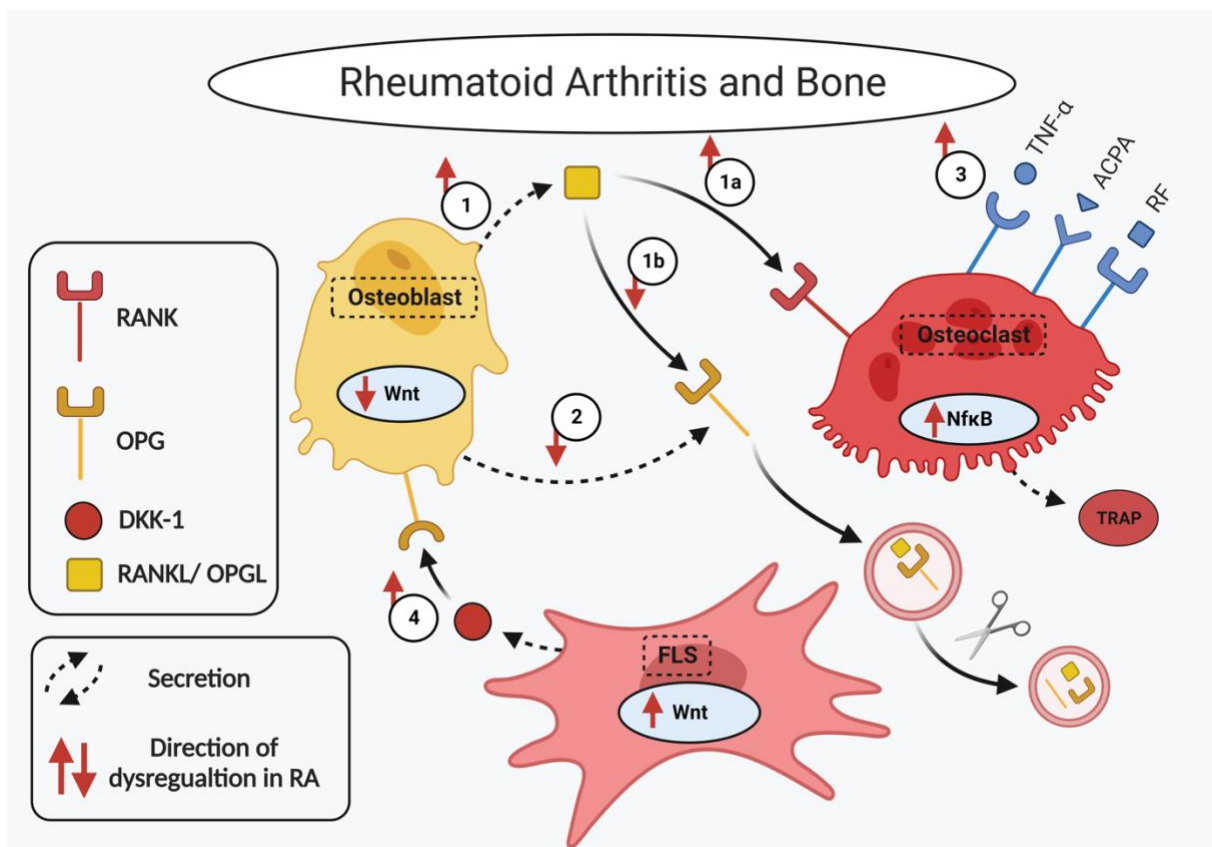 Rheumatoid Arthritis and Bone
1
1a
3
TNF-α
ACPA
RF
1b
RANK
OPG
DKK-1
RANKL/ OPGL
Osteoblast
Wnt
Osteoclast
NfκB
2
TRAP
4
FLS
Wnt
Secretion
Direction of
dysregualtion in RA